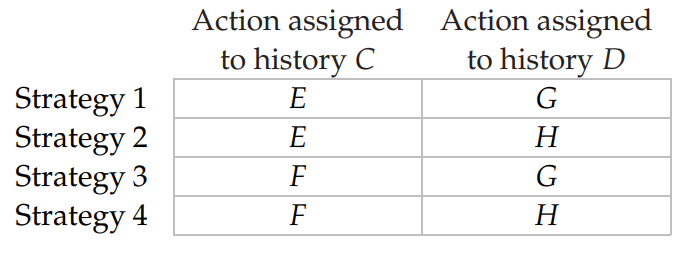 Action assigned Action assigned
to history C to history D
Strategy 1 E G
Strategy 2 E H
Strategy 3 F G
Strategy 4 F H